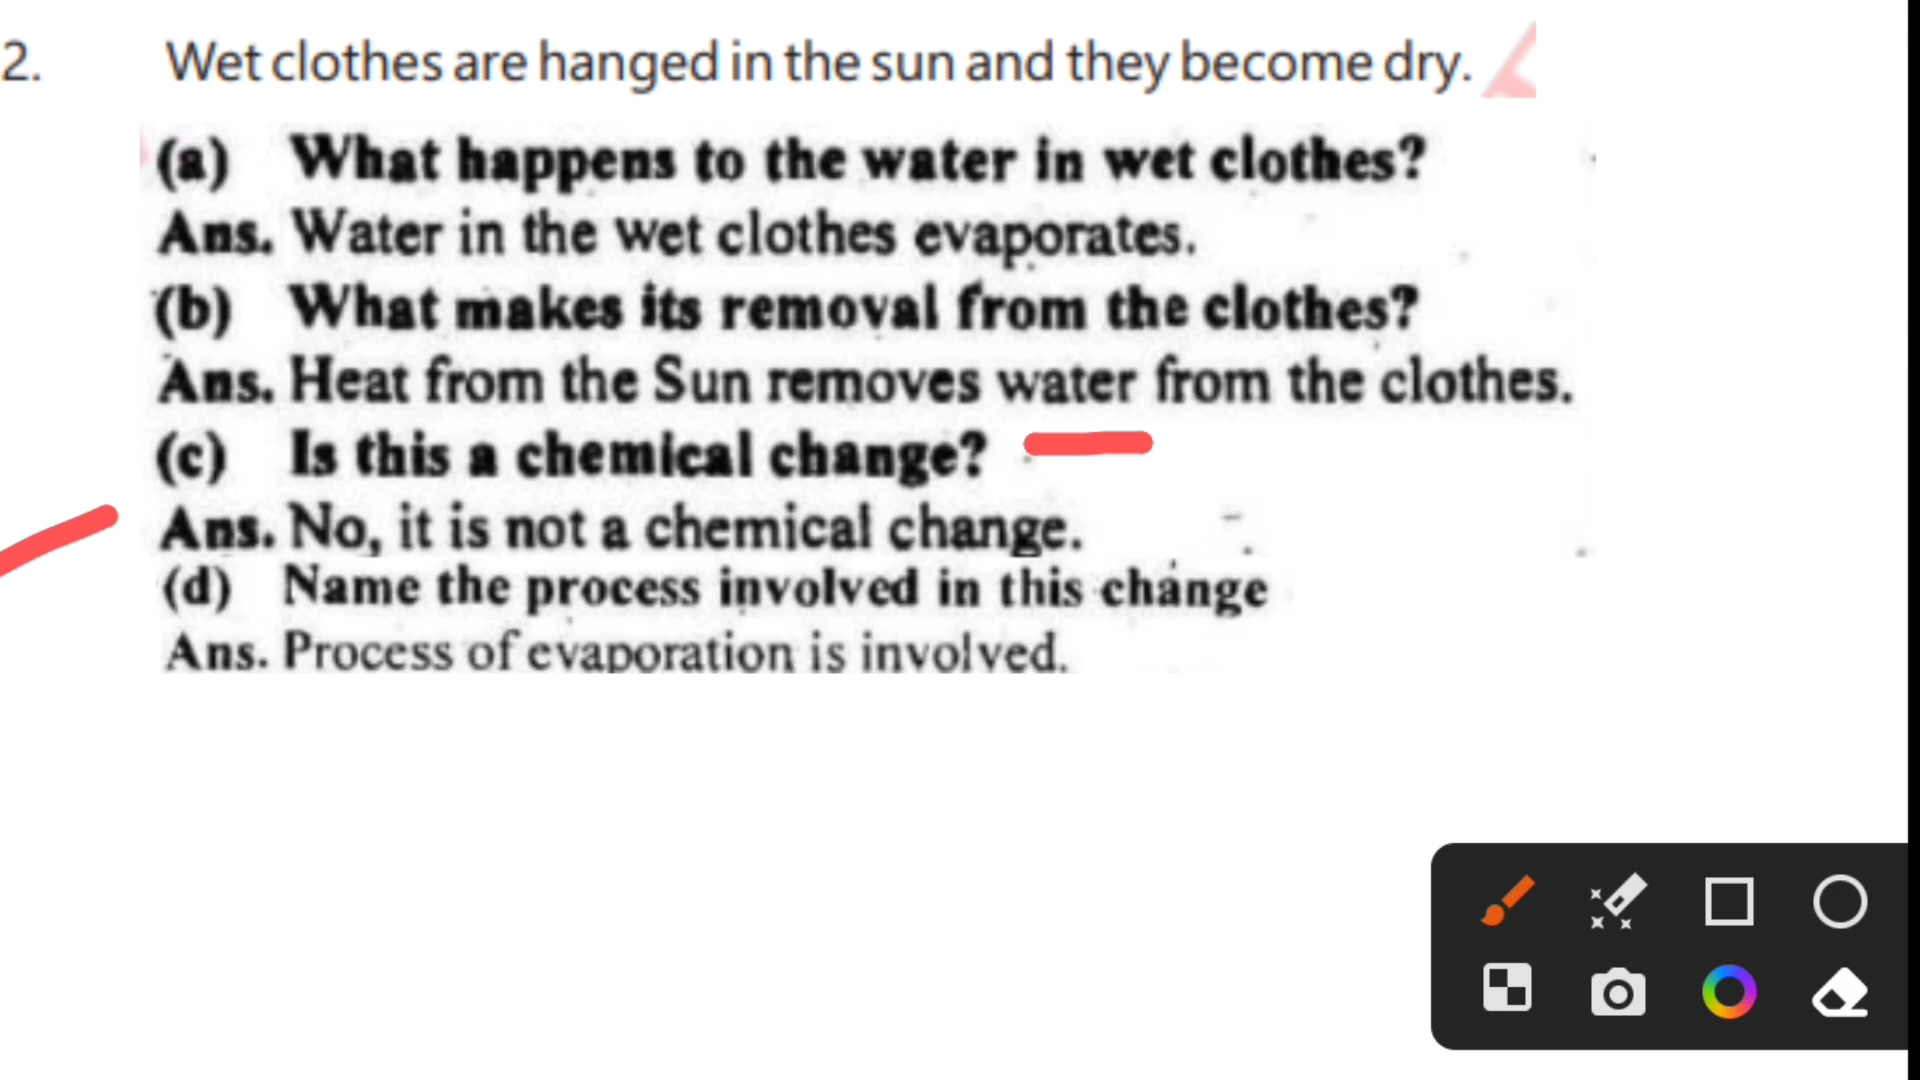 2. Wet clothes are hanged in the sun and they become dry.
(a) What happens to the water in wet clothes?
Ans. Water in the wet clothes evaporates.
(b) What makes its removal from the clothes?
Ans. Heat from the Sun removes water from the clothes.
(c) Is this a chemical change?
Ans. No, it is not a chemical change.
(d) Name the process involved in this change
Ans. Process of evaporation is involved.